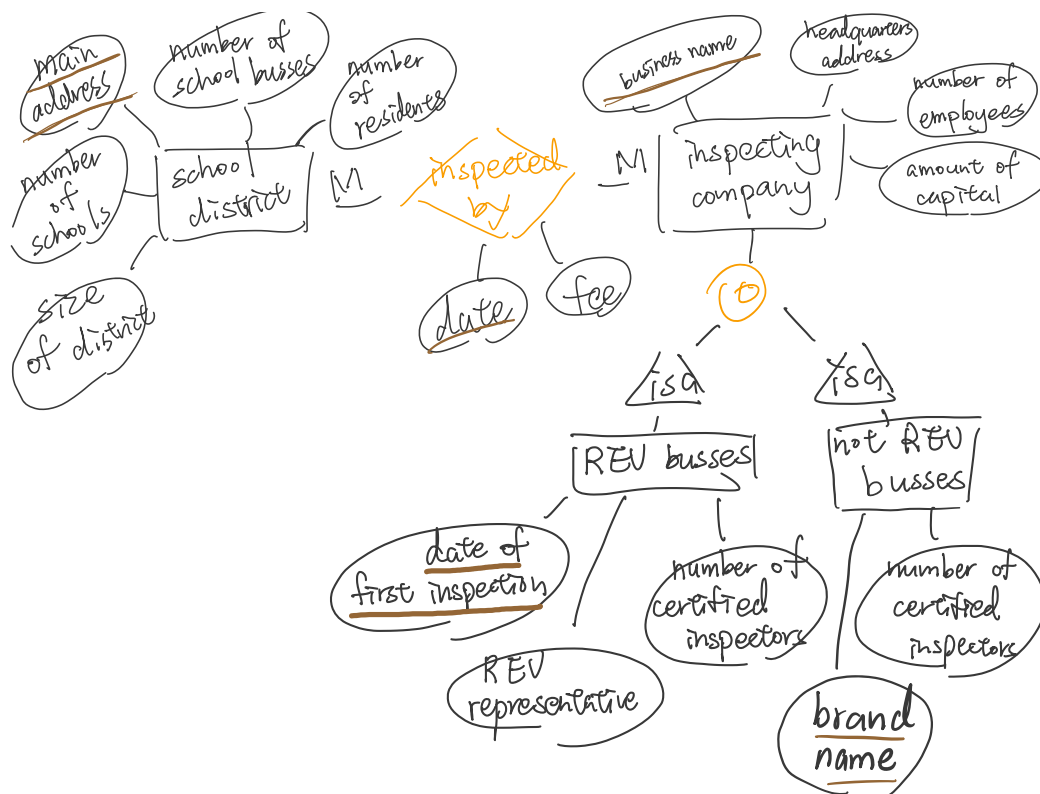 main
address
number of
school busses
number
of
residents
number
of
schools
size
of district
school
district
M
inspected
by
M
date
fee
business name
headquarters
address
number of
employees
amount of
capital
inspecting
company
isa
isa
REV busses
not REV
busses
date of
first inspection
REV
representative
number of
certified
inspectors
number of
certified
inspectors
brand
name